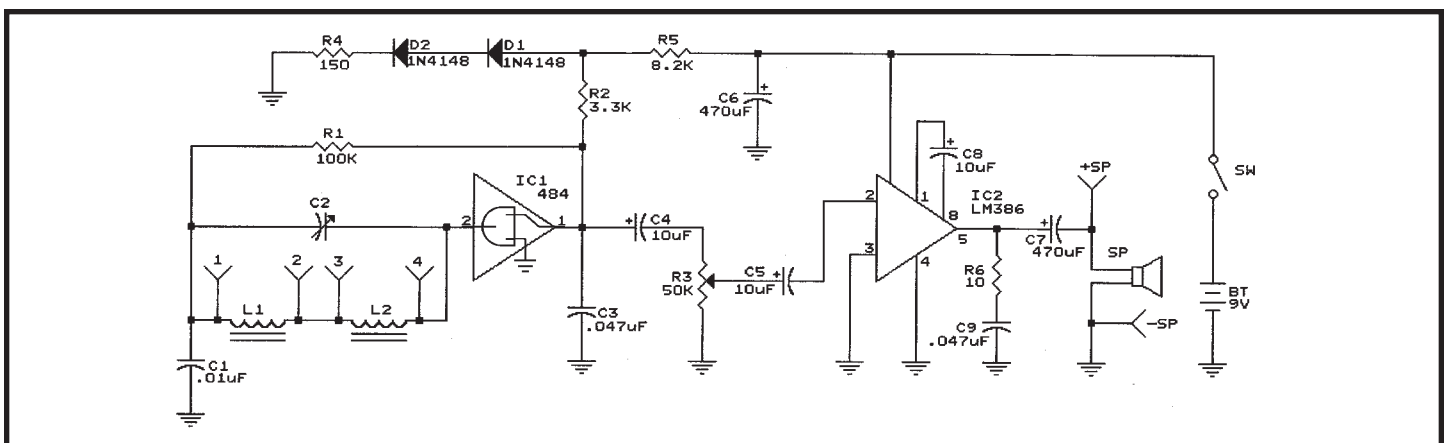 R4
150
D2
1N4148
D1
1N4148
R5
8.2K
R2
3.3K
C6
+
470uF
R1
100K
C8
+
10uF
+SP
SW
IC1
484
C2
2
1
C4
+
10uF
2
1
IC2
LM386
8
5
3
4
C7
+
470uF
SP
1
2
3
4
R3
50K
C5
+
10uF
R6
10
BT
9V
L1
L2
C3
.047uF
C9
.047uF
-SP
C1
.01uF